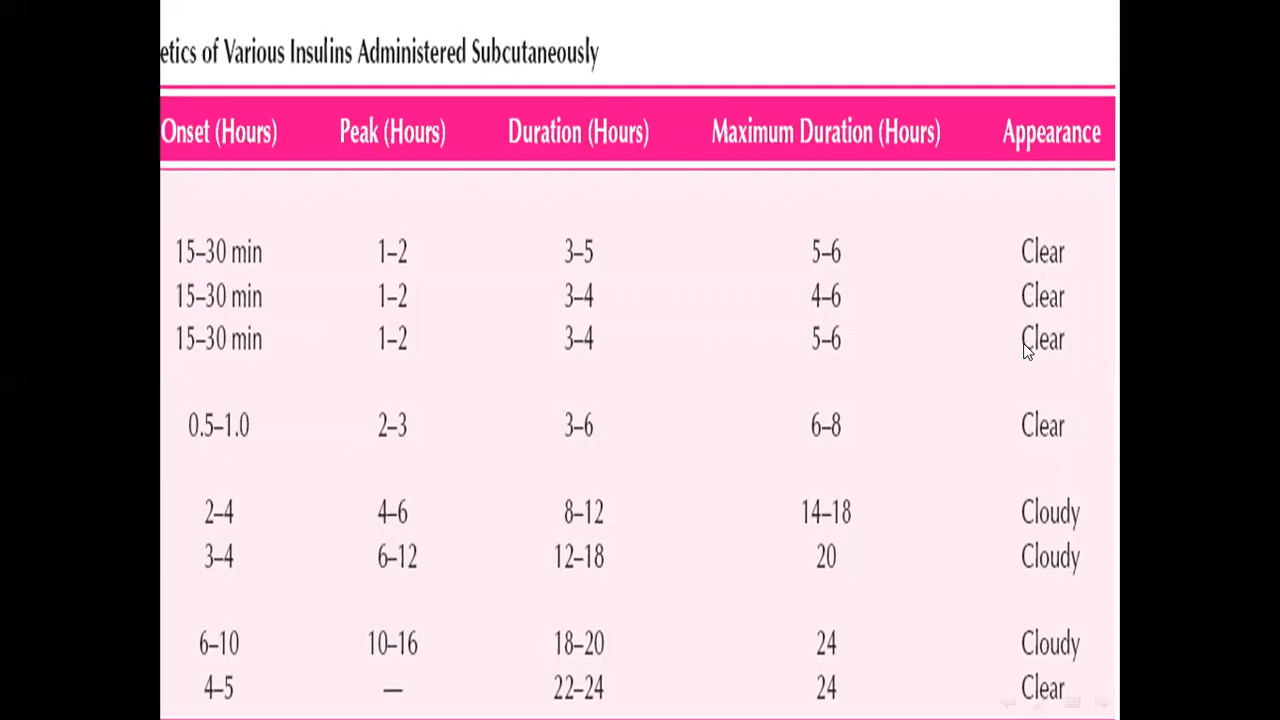 etics of Various Insulins Administered Subcutaneously
Onset (Hours) Peak (Hours) Duration (Hours) Maximum Duration (Hours) Appearance
15–30 min 1–2 3–5 5–6 Clear
15–30 min 1–2 3–4 4–6 Clear
15–30 min 1–2 3–4 5–6 Clear
0.5–1.0 2–3 3–6 6–8 Clear
2–4 4–6 8–12 14–18 Cloudy
3–4 6–12 12–18 20 Cloudy
6–10 10–16 18–20 24 Cloudy
4–5 — 22–24 24 Clear